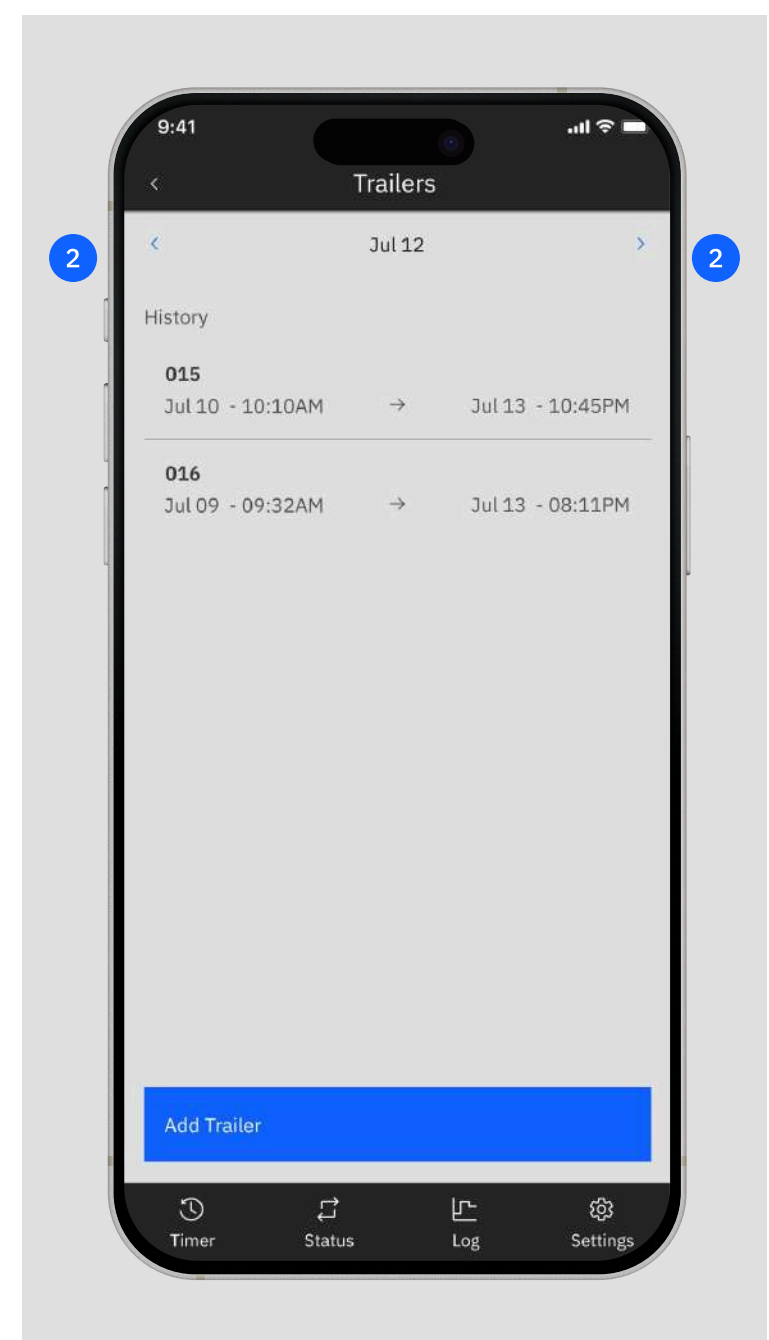 9:41
Trailers
Jul 12
2
2
History
015
Jul 10 - 10:10AM → Jul 13 - 10:45PM
016
Jul 09 - 09:32AM → Jul 13 - 08:11PM
Add Trailer
Timer Status Log Settings